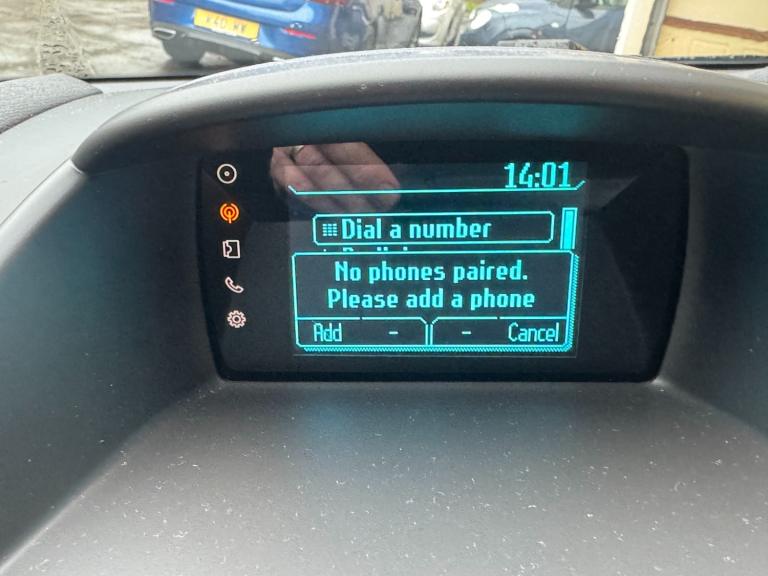 14:01
Dial a number
No phones paired.
Please add a phone
Add - - Cancel